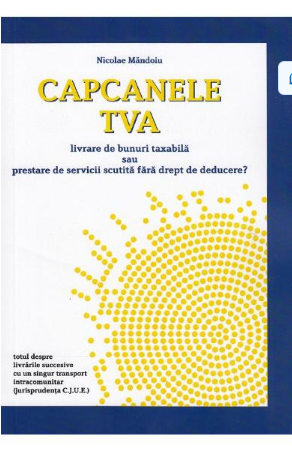 Nicolae Mândoiu
CAPCANELE
TVA
livrare de bunuri taxabilă
sau
prestare de servicii scutită fără drept de deducere?
totul despre
livrările succesive
cu un singur transport
intracomunitar
(jurisprudența C.J.U.E.)